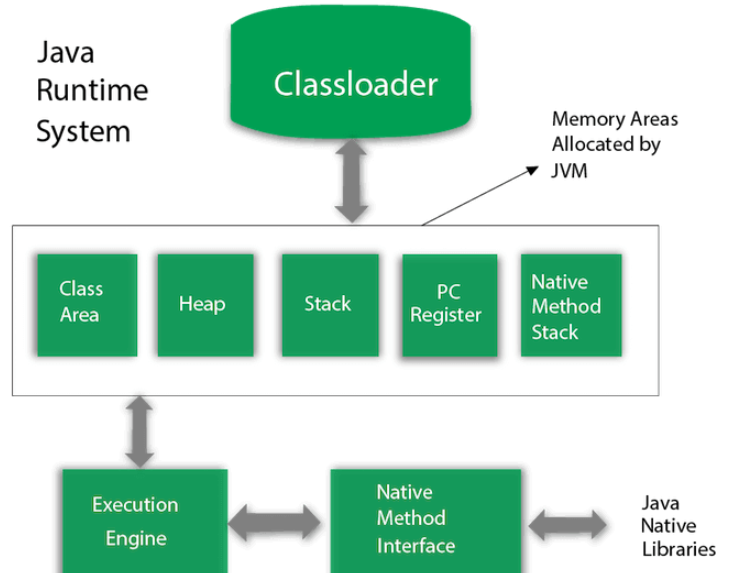 Java
Runtime
System
Classloader
Memory Areas
Allocated by
JVM
Class
Area
Heap
Stack
PC
Register
Native
Method
Stack
Execution
Engine
Native
Method
Interface
Java
Native
Libraries